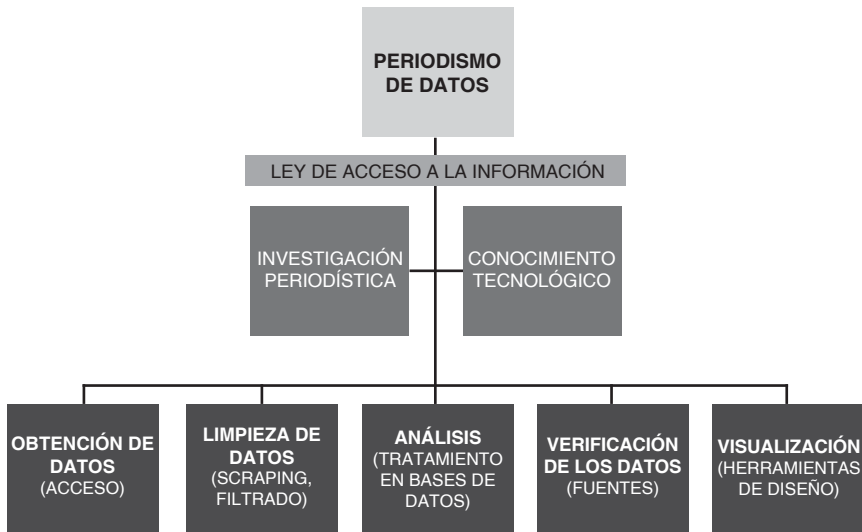 PERIODISMO
DE DATOS
LEY DE ACCESO A LA INFORMACIÓN
INVESTIGACIÓN
PERIODÍSTICA
CONOCIMIENTO
TECNOLÓGICO
OBTENCIÓN DE
DATOS
(ACCESO)
LIMPIEZA DE
DATOS
(SCRAPING,
FILTRADO)
ANÁLISIS
(TRATAMIENTO
EN BASES DE
DATOS)
VERIFICACIÓN
DE LOS DATOS
(FUENTES)
VISUALIZACIÓN
(HERRAMIENTAS
DE DISEÑO)